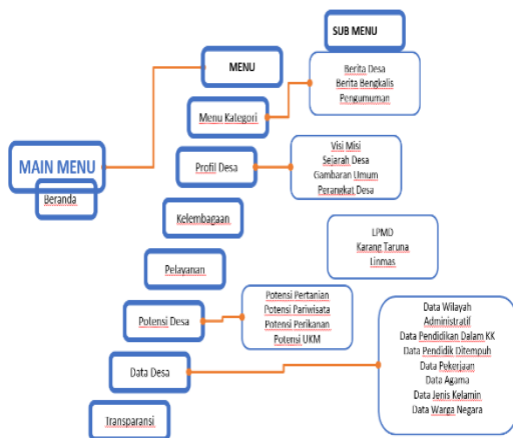 SUB MENU
MENU
Berita Desa
Berita Bengkalis
Pengumuman
Menu Kategori
MAIN MENU
Beranda
Profil Desa
Visi Misi
Sejarah Desa
Gambaran Umum
Perangkat Desa
Kelembagaan
LPMD
Karang Taruna
Linmas
Pelayanan
Potensi Desa
Potensi Pertanian
Potensi Pariwisata
Potensi Perikanan
Potensi UKM
Data Desa
Data Wilayah
Administratif
Data Pendidikan Dalam KK
Data Pendidik Ditempuh
Data Pekerjaan
Data Agama
Data Jenis Kelamin
Data Warga Negara
Transparansi